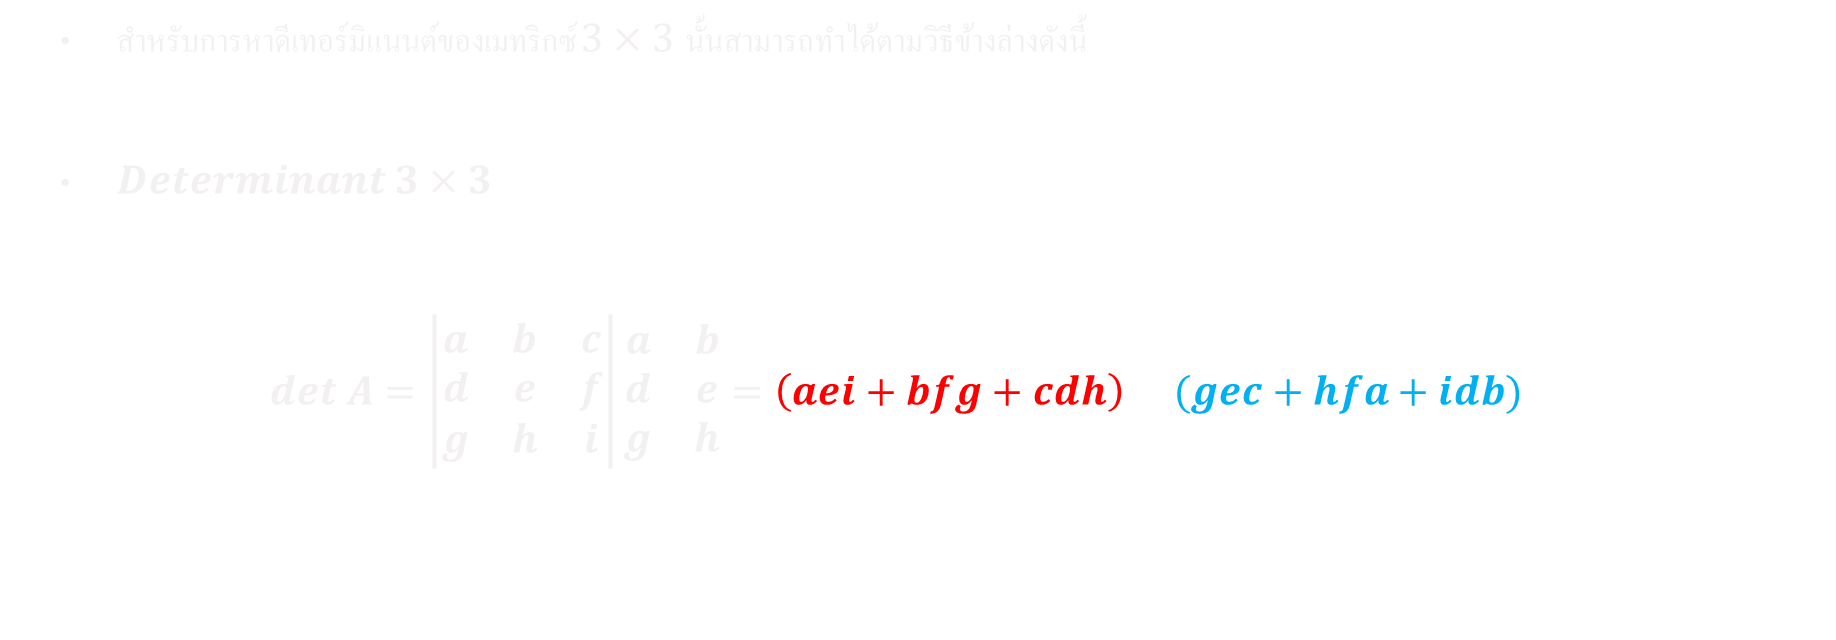 • สำหรับการหาดีเทอร์มิแนนต์ของเมทริกซ์ 3 × 3 นั้นสามารถทำได้ตามวิธีข้างล่างดังนี้
• Determinant 3 × 3
a b c a b
det A = d e f d e = (aei + bfg + cdh) (gec + hfa + idb)
g h i g h